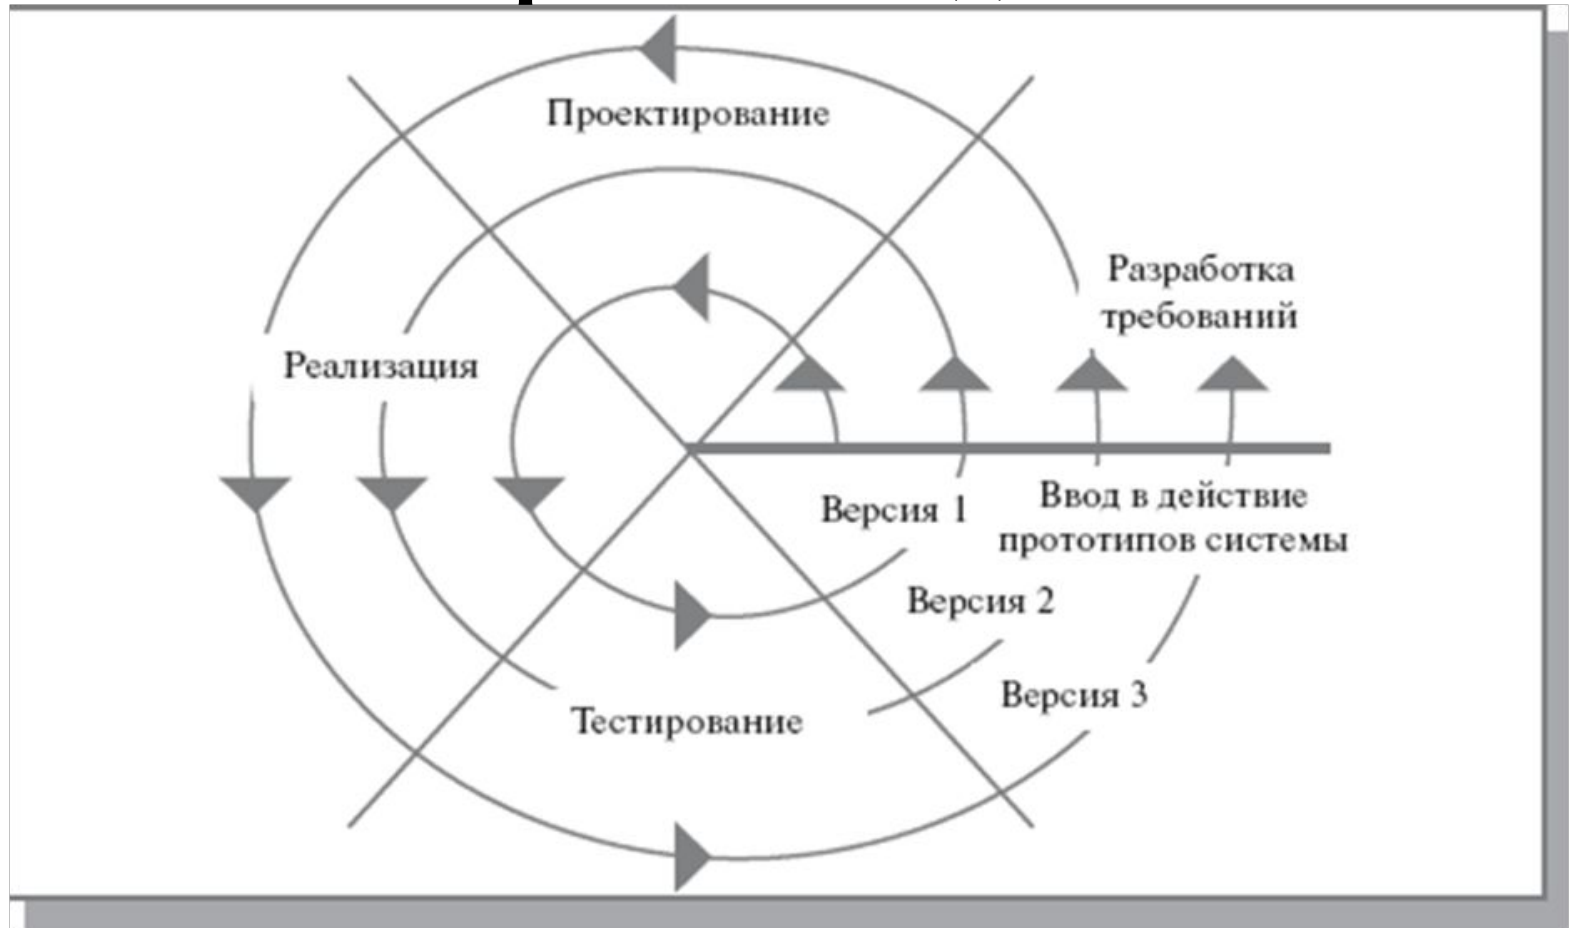 Проектирование
Разработка
требований
Реализация
Версия 1
Ввод в действие
прототипов системы
Версия 2
Версия 3
Тестирование